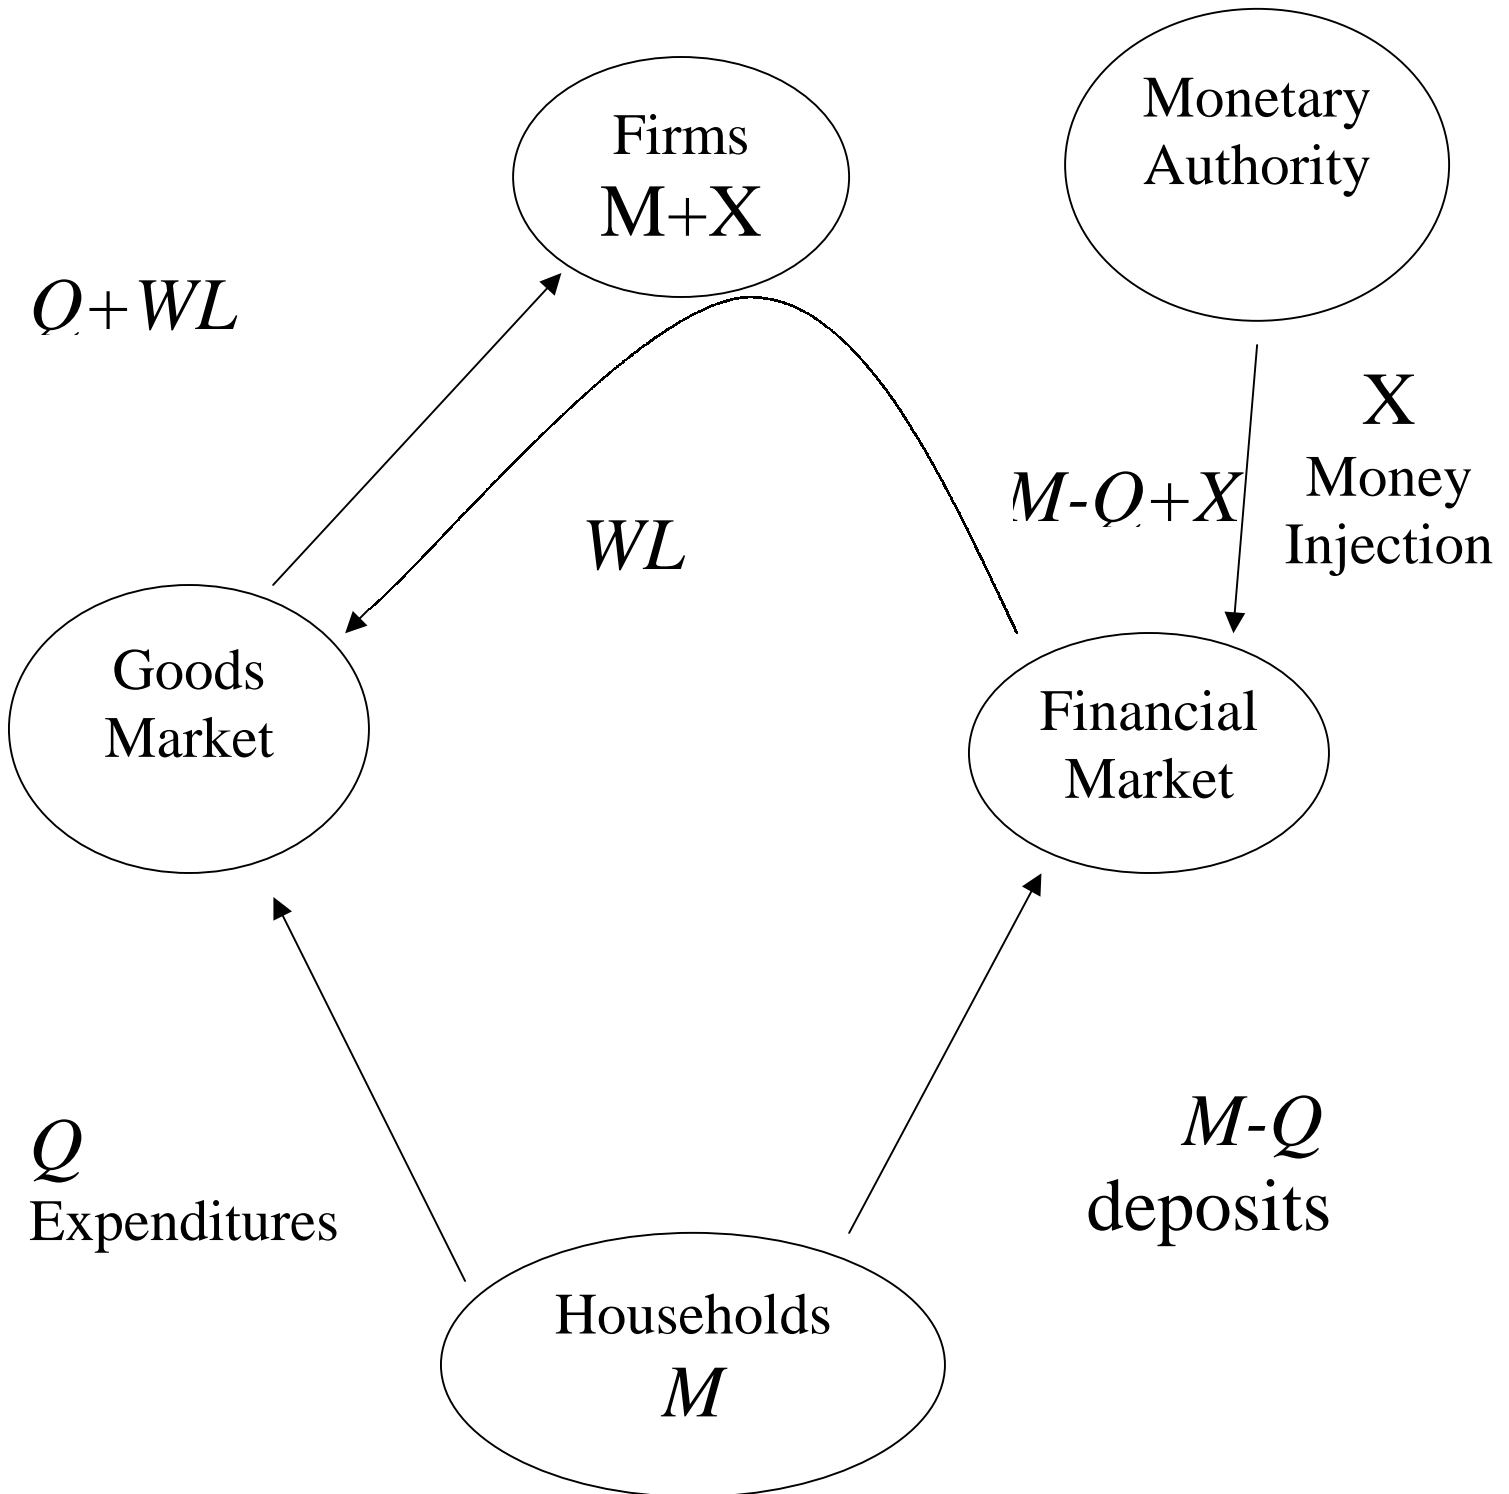 Firms
M+X
Monetary
Authority
Q+WL
X
Money
Injection
M-Q+X
WL
Goods
Market
Financial
Market
Q
Expenditures
M-Q
deposits
Households
M